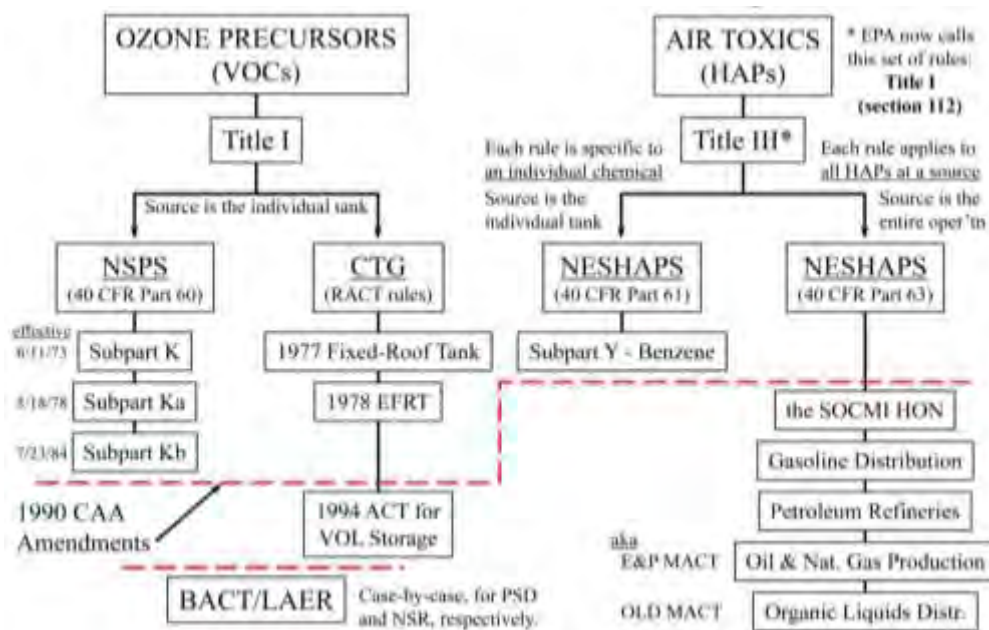 OZONE PRECURSORS
(VOCs)
AIR TOXICS
(HAPs)
* EPA now calls
this set of rules:
Title I
(section 112)
Title I
Title III*
Each rule is specific to
an individual chemical
Source is the
individual tank
Each rule applies to
all HAPs at a source
Source is the
entire oper'tn
Source is the individual tank
NSPS
(40 CFR Part 60)
CTG
(RACT rules)
NESHAPS
(40 CFR Part 61)
NESHAPS
(40 CFR Part 63)
effective
6/11/73
Subpart K
1977 Fixed-Roof Tank
Subpart Y - Benzene
5/18/78
Subpart Ka
1978 EFRT
the SOCMI HON
7/23/84
Subpart Kb
Gasoline Distribution
1990 CAA
Amendments
1994 ACT for
VOL Storage
Petroleum Refineries
aka
E&P MACT
Oil & Nat. Gas Production
BACT/LAER
Case-by-case, for PSD
and NSR, respectively.
OLD MACT
Organic Liquids Distr.